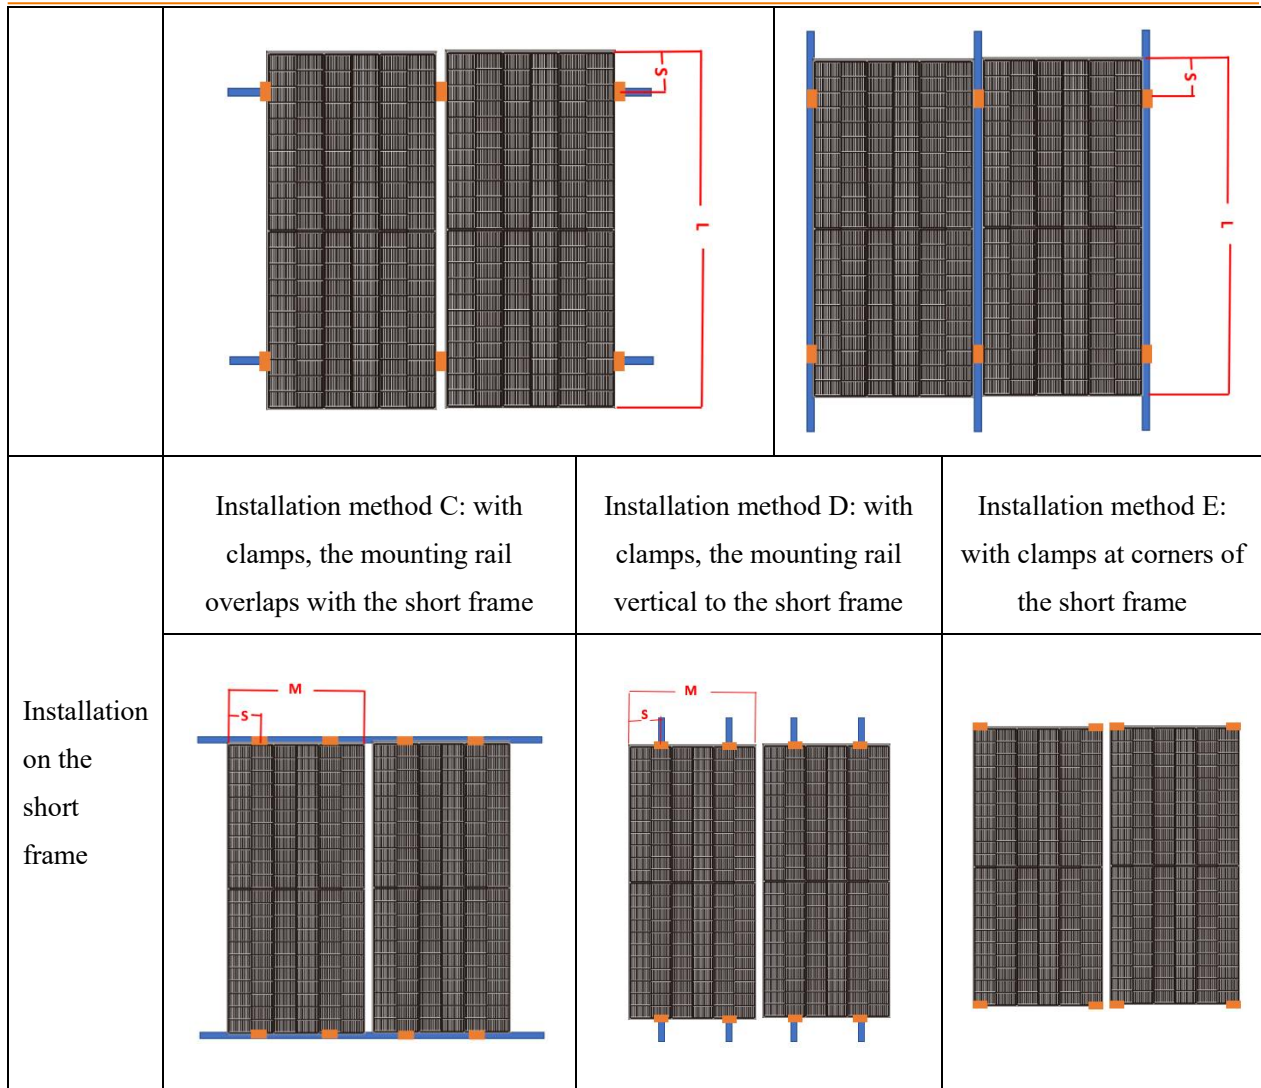 S
L
S
L
Installation method C: with
clamps, the mounting rail
overlaps with the short frame
Installation method D: with
clamps, the mounting rail
vertical to the short frame
Installation method E:
with clamps at corners of
the short frame
Installation
on the
short
frame
M
S
M
S